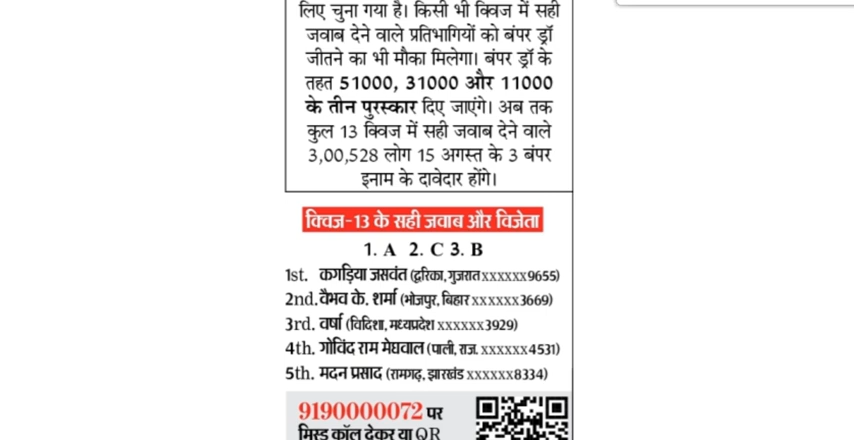 लिए चुना गया है। किसी भी क्विज में सही
जवाब देने वाले प्रतिभागियों को बंपर ड्रॉ
जीतने का भी मौका मिलेगा। बंपर ड्रॉ के
तहत 51000, 31000 और 11000
के तीन पुरस्कार दिए जाएंगे। अब तक
कुल 13 क्विज में सही जवाब देने वाले
3,00,528 लोग 15 अगस्त के 3 बंपर
इनाम के दावेदार होंगे।
क्विज-13 के सही जवाब और विजेता
1. A 2. C 3. B
1st. कगड़िया जसवंत (द्वरिका, गुजरात xxxxxx9655)
2nd. वैभव के. शर्मा (भोजपुर, बिहार xxxxxx3669)
3rd. वर्षा (विदिशा, मध्यप्रदेश xxxxxx3929)
4th. गोविंद राम मेघवाल (पाली, राज. xxxxxx4531)
5th. मदन प्रसाद (रामगढ़, झारखंड xxxxxx8334)
9190000072 पर
मिस्ड कॉल देकर या QR